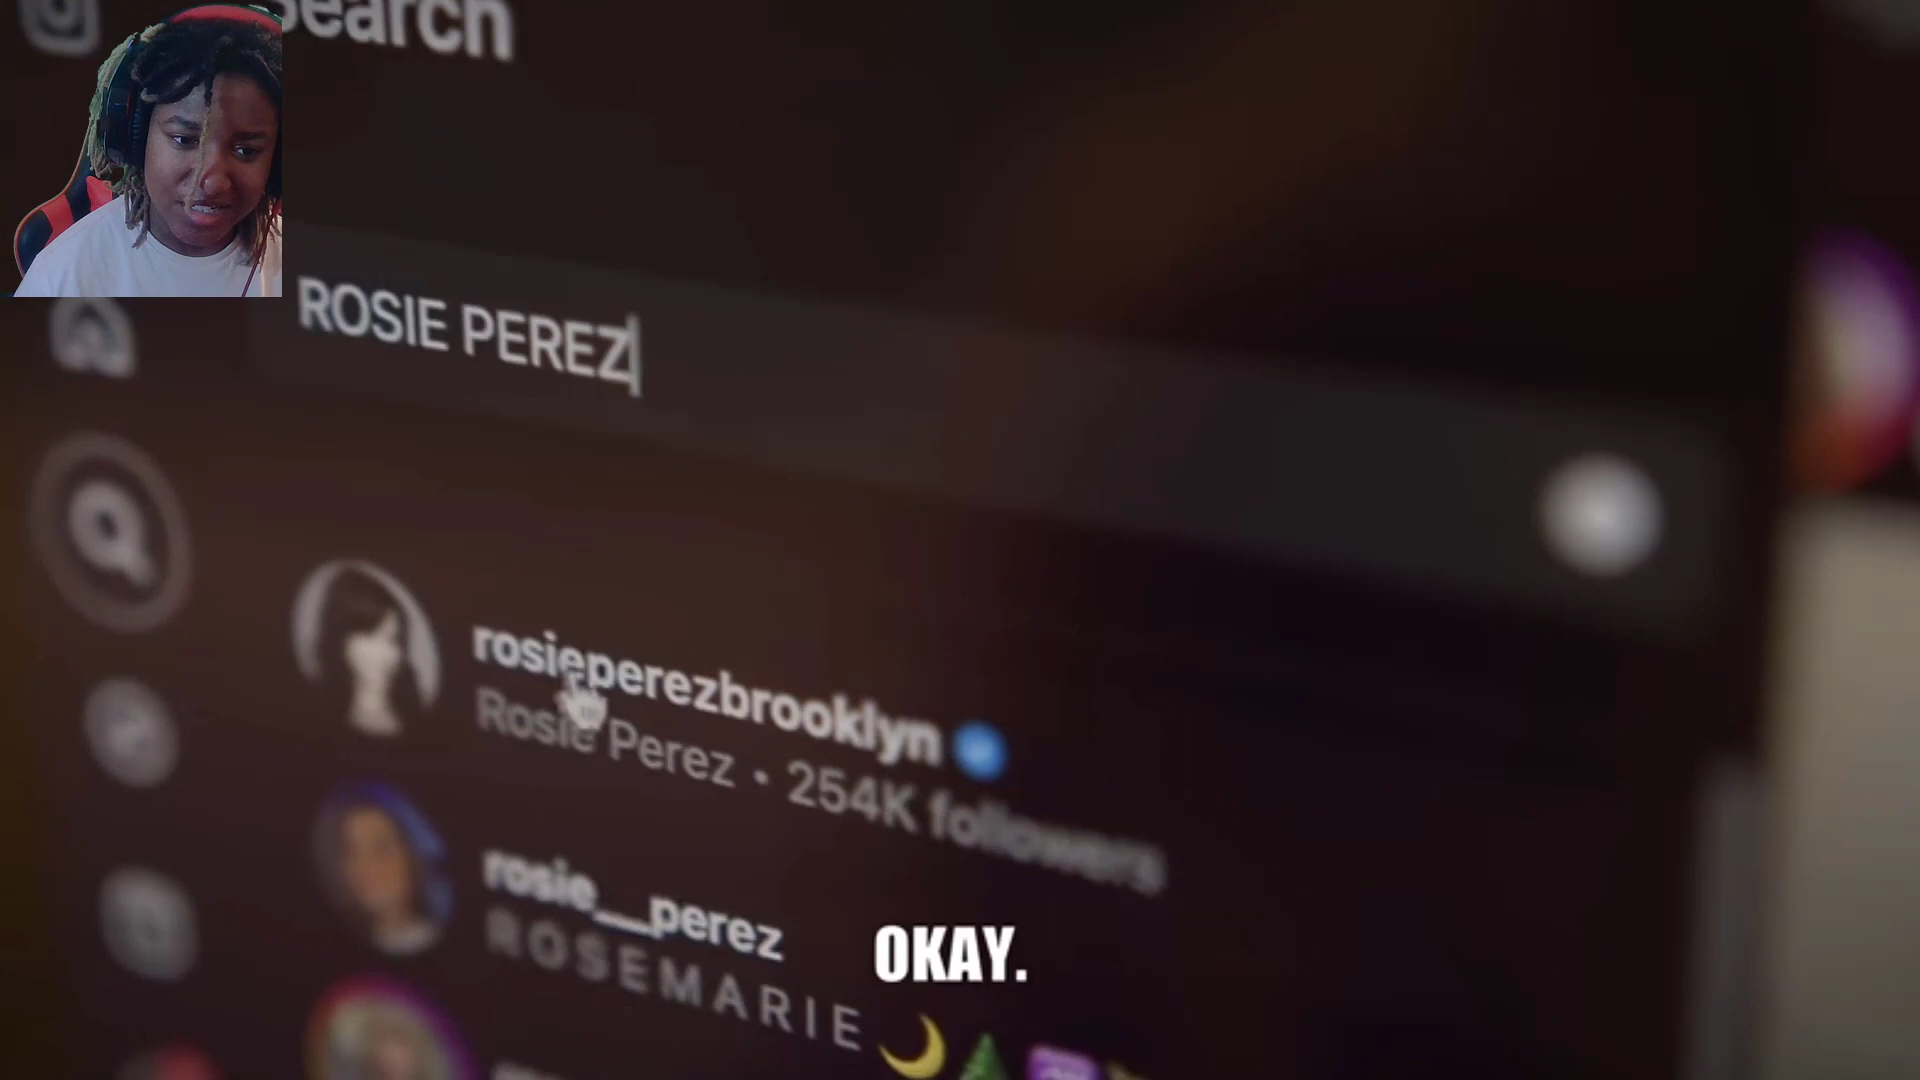 Search
ROSIE PEREZ
rosieperezbrooklyn
Rosie Perez • 254K followers
rosie__perez
ROSEMARIE🌙🌲
OKAY.